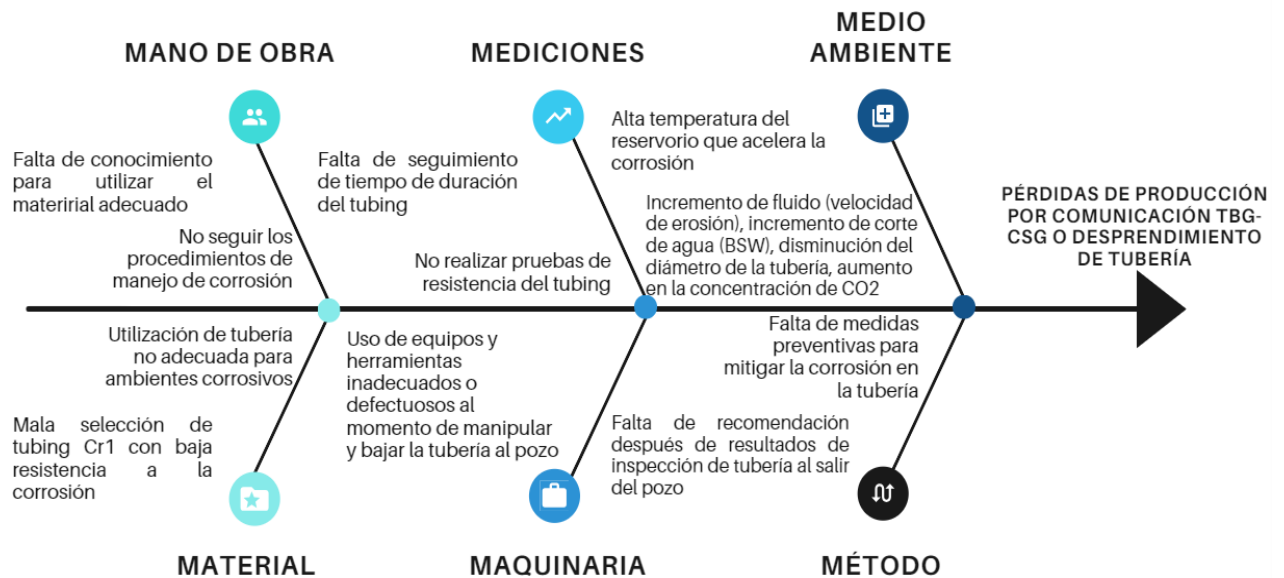 MANO DE OBRA
MEDICIONES
MEDIO
AMBIENTE
Falta de conocimiento
para utilizar el
materirial adecuado
No seguir los
procedimientos de
manejo de corrosión
Falta de seguimiento
de tiempo de duración
del tubing
No realizar pruebas de
resistencia del tubing
Alta temperatura del
reservorio que acelera la
corrosión
Incremento de fluido (velocidad
de erosión), incremento de corte
de agua (BSW), disminución del
diámetro de la tubería, aumento
en la concentración de CO2
PÉRDIDAS DE PRODUCCIÓN
POR COMUNICACIÓN TBG-
CSG O DESPRENDIMIENTO
DE TUBERÍA
Utilización de tubería
no adecuada para
ambientes corrosivos
Mala selección de
tubing Cr1 con baja
resistencia a la
corrosión
Uso de equipos y
herramientas
inadecuados o
defectuosos al
momento de manipular
y bajar la tubería al pozo
Falta de medidas
preventivas para
mitigar la corrosión en
la tubería
Falta de recomendación
después de resultados de
inspección de tubería al salir
del pozo
MATERIAL
MAQUINARIA
MÉTODO